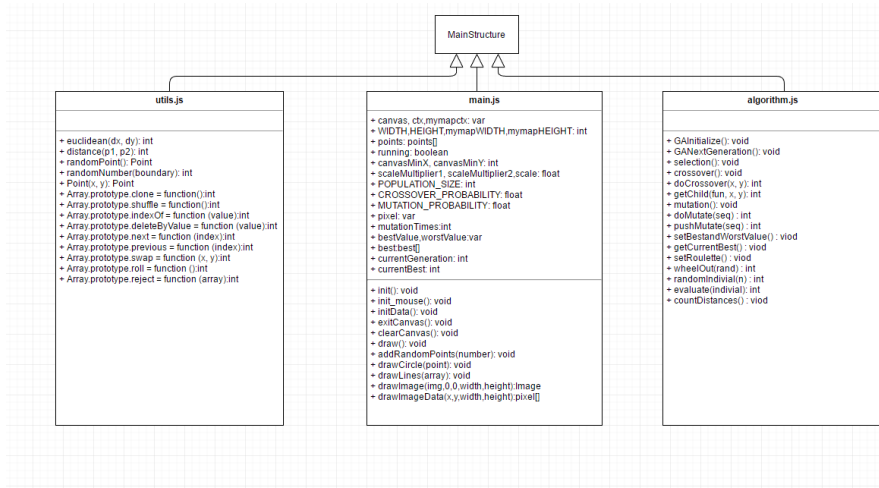 MainStructure
utils.js
+ euclidean(dx, dy): int
+ distance(p1, p2): int
+ randomPoint(): Point
+ randomNumber(boundary): int
+ Point(x, y): Point
+ Array.prototype.clone = function():int
+ Array.prototype.shuffle = function():int
+ Array.prototype.indexOf = function (value):int
+ Array.prototype.deleteByValue = function (value):int
+ Array.prototype.next = function (index):int
+ Array.prototype.previous = function (index):int
+ Array.prototype.swap = function (x, y):int
+ Array.prototype.roll = function ():int
+ Array.prototype.reject = function (array):int
main.js
+ canvas, ctx,mymapctx: var
+ WIDTH,HEIGHT,mymapWIDTH,mymapHEIGHT: int
+ points: points[]
+ running: boolean
+ canvasMinX, canvasMinY: int
+ scaleMultiplier1, scaleMultiplier2,scale: float
+ POPULATION_SIZE: int
+ CROSSOVER_PROBABILITY: float
+ MUTATION_PROBABILITY: float
+ pixel: var
+ mutationTimes:int
+ bestValue,worstValue:var
+ best:best[]
+ currentGeneration: int
+ currentBest: int
+ init(): void
+ init_mouse(): void
+ initData(): void
+ exitCanvas(): void
+ clearCanvas(): void
+ draw(): void
+ addRandomPoints(number): void
+ drawCircle(point): void
+ drawLines(array): void
+ drawImage(img,0,0,width,height):Image
+ drawImageData(x,y,width,height):pixel[]
algorithm.js
+ GAInitialize(): void
+ GANextGeneration(): void
+ selection(): void
+ crossover(): void
+ doCrossover(x, y): int
+ getChild(fun, x, y): int
+ mutation(): void
+ doMutate(seq) : int
+ pushMutate(seq) : int
+ setBestandWorstValue() : viod
+ getCurrentBest() : viod
+ setRoulette() : void
+ wheelOut(rand) : int
+ randomIndivial(n) : int
+ evaluate(indivial): int
+ countDistances() : viod